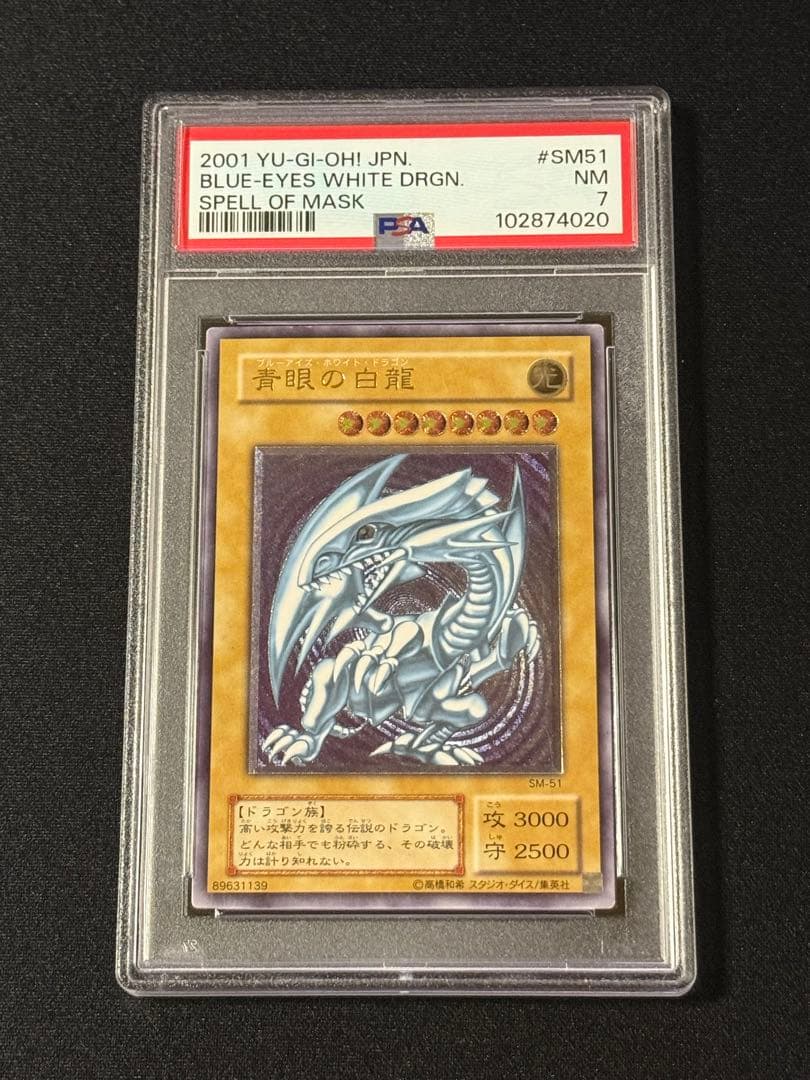 2001 YU-GI-OH! JPN. #SM51
BLUE-EYES WHITE DRGN. NM
SPELL OF MASK 7
PSA 102874020
ブルーアイズ・ホワイト・ドラゴン
青眼の白龍
光
SM-51
【ドラゴン族】
高い攻撃力を誇る伝説のドラゴン。
どんな相手でも粉砕する、その破壊
力は計り知れない。
こう
攻 3000
しゅ
守 2500
89631139 ©高橋和希 スタジオ・ダイス/集英社